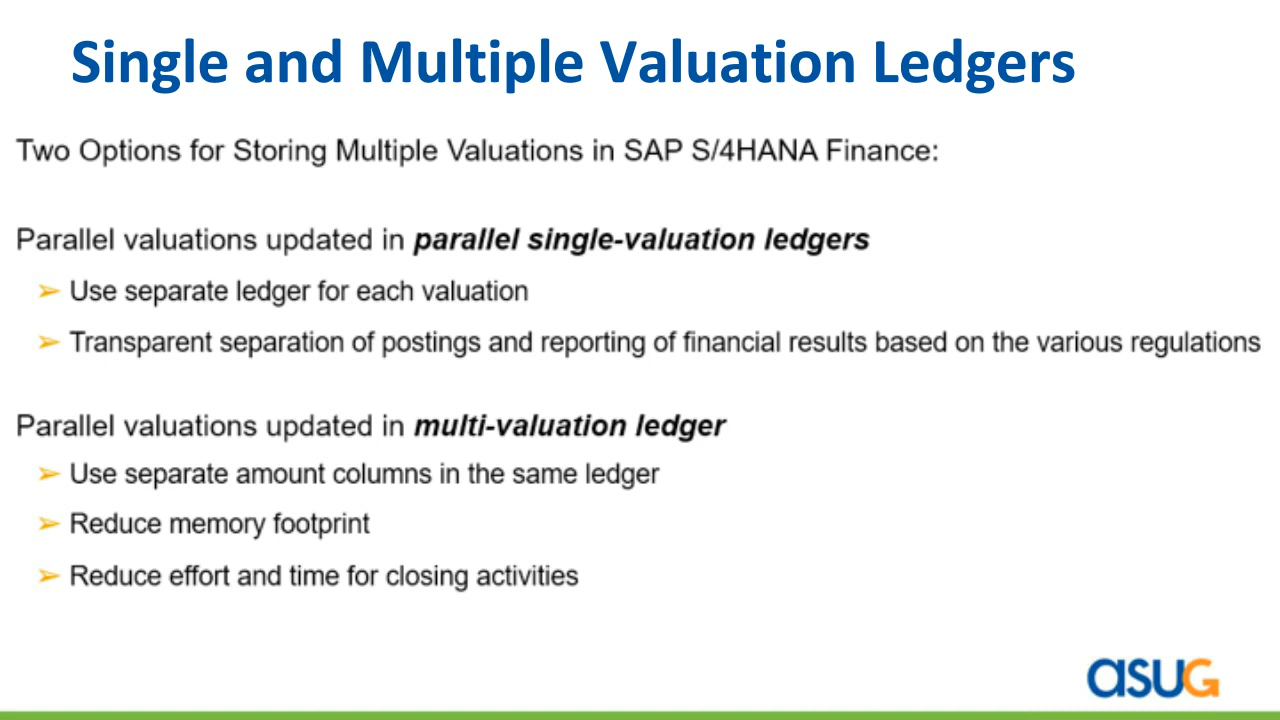 Single and Multiple Valuation Ledgers
Two Options for Storing Multiple Valuations in SAP S/4HANA Finance:
Parallel valuations updated in parallel single-valuation ledgers
➢ Use separate ledger for each valuation
➢ Transparent separation of postings and reporting of financial results based on the various regulations
Parallel valuations updated in multi-valuation ledger
➢ Use separate amount columns in the same ledger
➢ Reduce memory footprint
➢ Reduce effort and time for closing activities
asuG